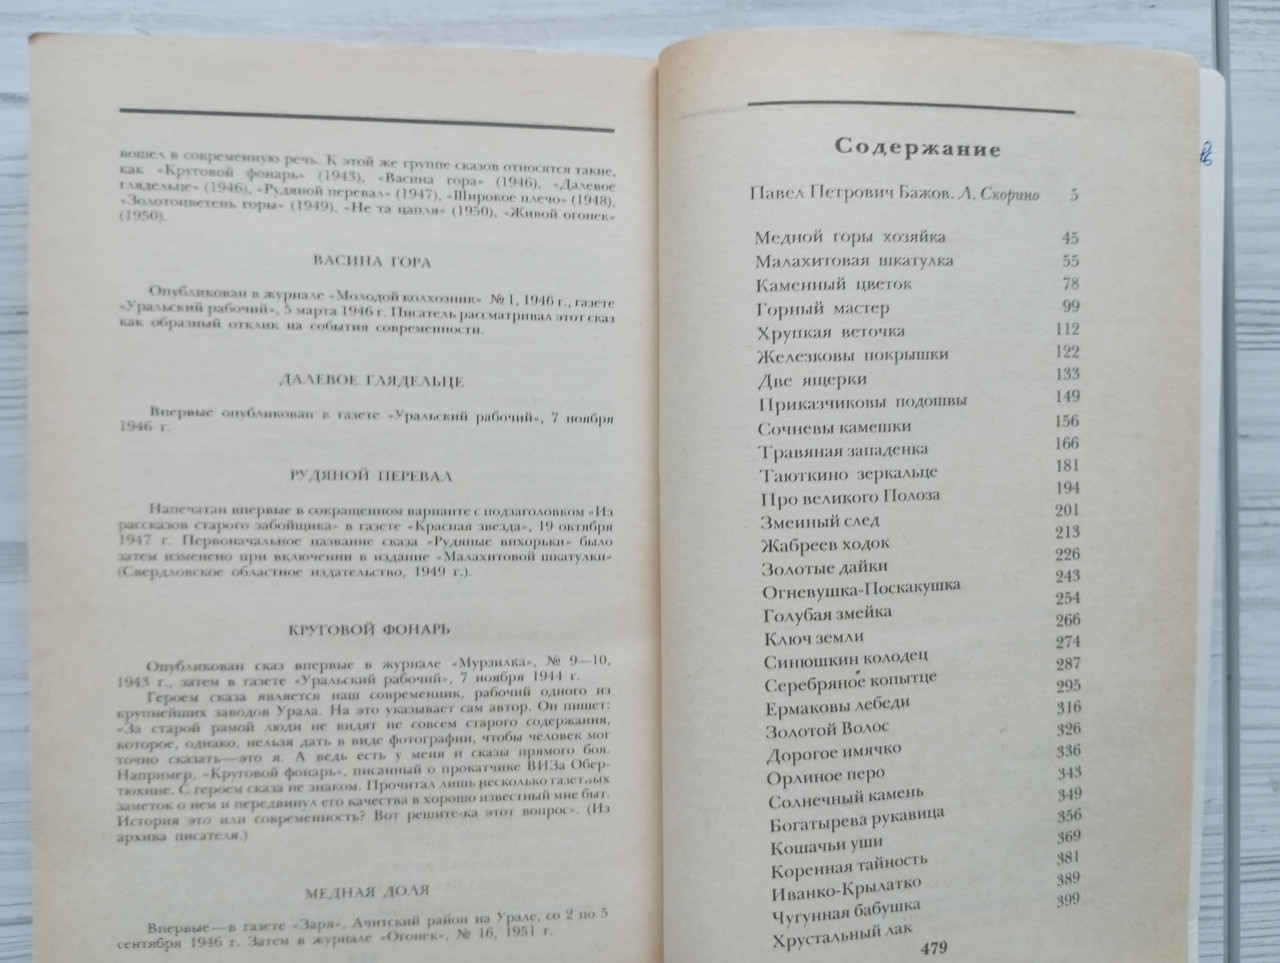 вошел в современную речь. К этой же группе сказов относятся такие,
как «Круговой фонарь» (1943), «Васина гора» (1946), «Далевое
глядельце» (1946), «Рудяной перевал» (1947), «Широкое плечо» (1948),
«Золотоцветень горы» (1949), «Не та цапля» (1950), «Живой огонек»
(1950).
ВАСИНА ГОРА
Опубликован в журнале «Молодой колхозник» № 1, 1946 г., газете
«Уральский рабочий», 5 марта 1946 г. Писатель рассматривал этот сказ
как образный отклик на события современности.
ДАЛЕВОЕ ГЛЯДЕЛЬЦЕ
Впервые опубликован в газете «Уральский рабочий», 7 ноября
1946 г.
РУДЯНОЙ ПЕРЕВАЛ
Напечатан впервые в сокращенном варианте с подзаголовком «Из
рассказов старого забойщика» в газете «Красная звезда», 19 октября
1947 г. Первоначальное название сказа «Рудяные вихорьки» было
затем изменено при включении в издание «Малахитовой шкатулки»
(Свердловское областное издательство, 1949 г.).
КРУГОВОЙ ФОНАРЬ
Опубликован сказ впервые в журнале «Мурзилка», № 9—10,
1943 г., затем в газете «Уральский рабочий», 7 ноября 1944 г.
Героем сказа является наш современник, рабочий одного из
крупнейших заводов Урала. На это указывает сам автор. Он пишет:
«За старой рамой люди не видят не совсем старого содержания,
которое, однако, нельзя дать в виде фотографии, чтобы человек мог
точно сказать—это я. А ведь есть у меня и сказы прямого боя.
Например, «Круговой фонарь», писанный о прокатчике ВИЗа Обер-
тюхине. С героем сказа не знаком. Прочитал лишь несколько газетных
заметок о нем и передвинул его качества в хорошо известный мне быт.
История это или современность? Вот решите-ка этот вопрос». (Из
архива писателя.)
МЕДНАЯ ДОЛЯ
Впервые—в газете «Заря», Ачитский район на Урале, со 2 по 5
сентября 1946 г. Затем в журнале «Огонек», № 16, 1951 г.
Содержание
Павел Петрович Бажов. Л. Скорино 5
Медной горы хозяйка 45
Малахитовая шкатулка 55
Каменный цветок 78
Горный мастер 99
Хрупкая веточка 112
Железковы покрышки 122
Две ящерки 133
Приказчиковы подошвы 149
Сочневы камешки 156
Травяная западенка 166
Таюткино зеркальце 181
Про великого Полоза 194
Змеиный след 201
Жабреев ходок 213
Золотые дайки 226
Огневушка-Поскакушка 243
Голубая змейка 254
Ключ земли 266
Синюшкин колодец 274
Серебряное копытце 287
Ермаковы лебеди 295
Золотой Волос 316
Дорогое имячко 326
Орлиное перо 336
Солнечный камень 343
Богатырева рукавица 349
Кошачьи уши 356
Коренная тайность 369
Иванко-Крылатко 381
Чугунная бабушка 389
Хрустальный лак 399
479